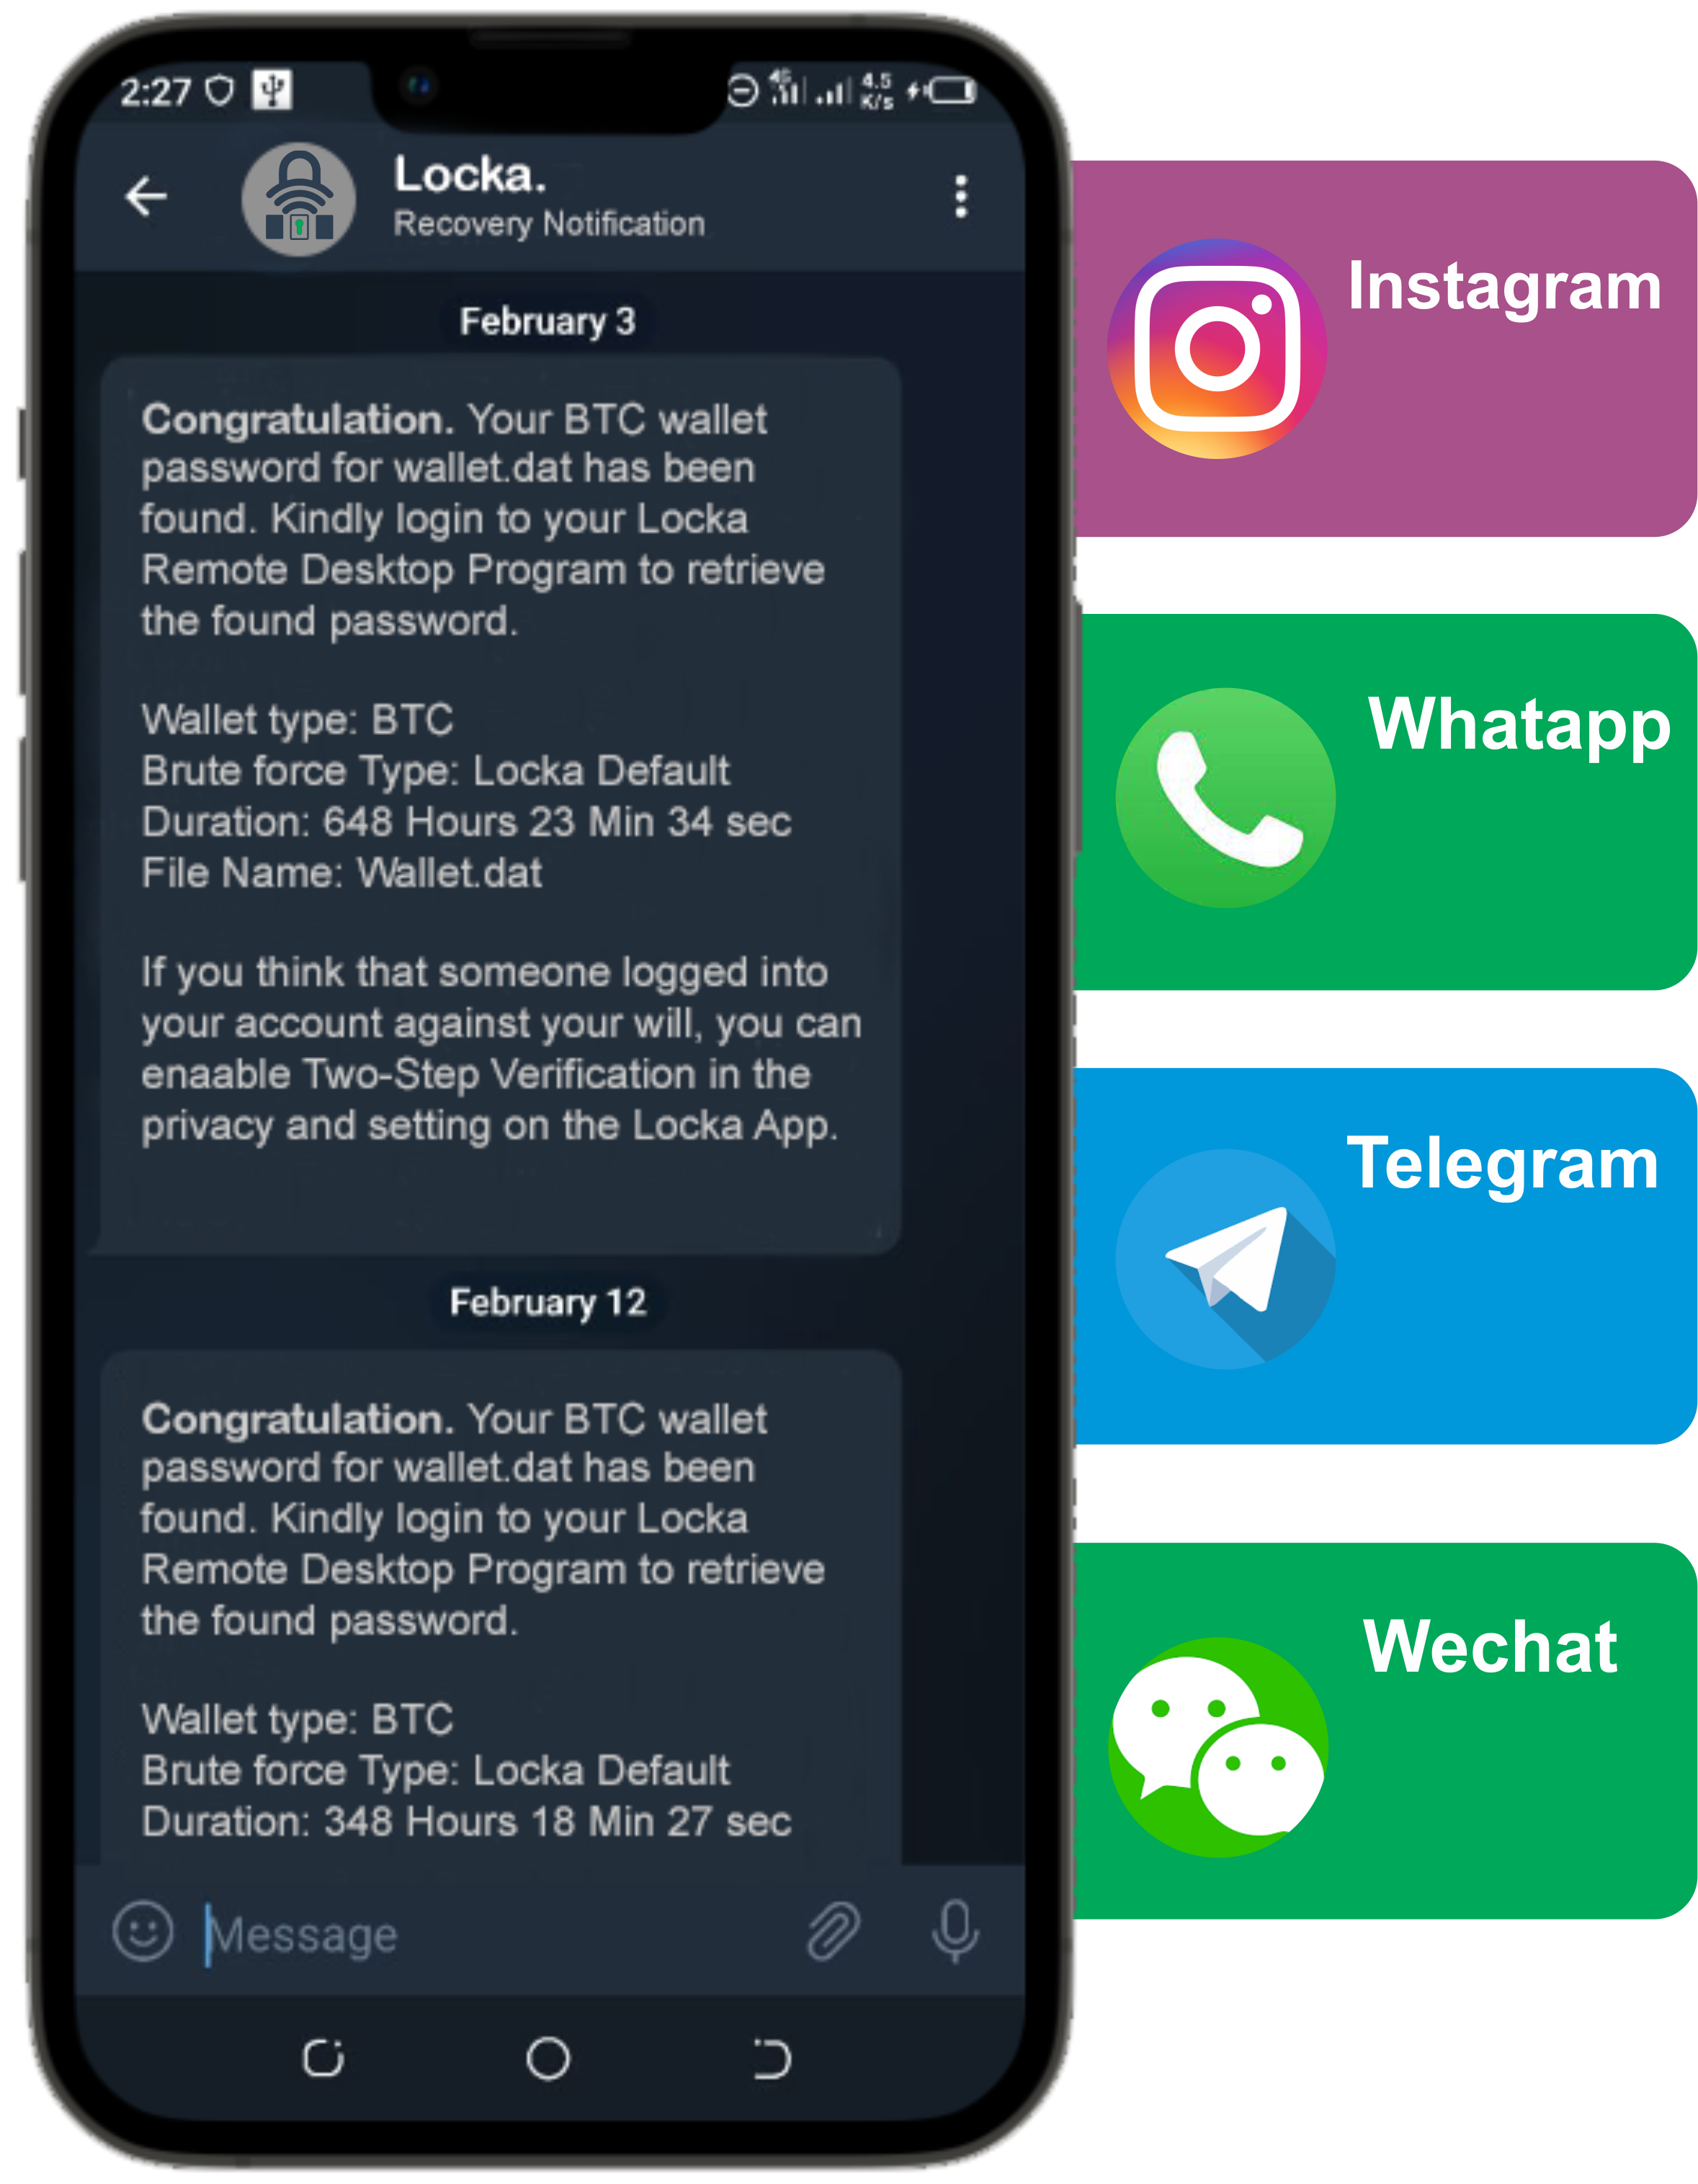 2:27
4G
4.5
K/s
Locka.
Recovery Notification
February 3
Congratulation. Your BTC wallet
password for wallet.dat has been
found. Kindly login to your Locka
Remote Desktop Program to retrieve
the found password.
Wallet type: BTC
Brute force Type: Locka Default
Duration: 648 Hours 23 Min 34 sec
File Name: Wallet.dat
If you think that someone logged into
your account against your will, you can
enaable Two-Step Verification in the
privacy and setting on the Locka App.
February 12
Congratulation. Your BTC wallet
password for wallet.dat has been
found. Kindly login to your Locka
Remote Desktop Program to retrieve
the found password.
Wallet type: BTC
Brute force Type: Locka Default
Duration: 348 Hours 18 Min 27 sec
Message
Instagram
Whatapp
Telegram
Wechat